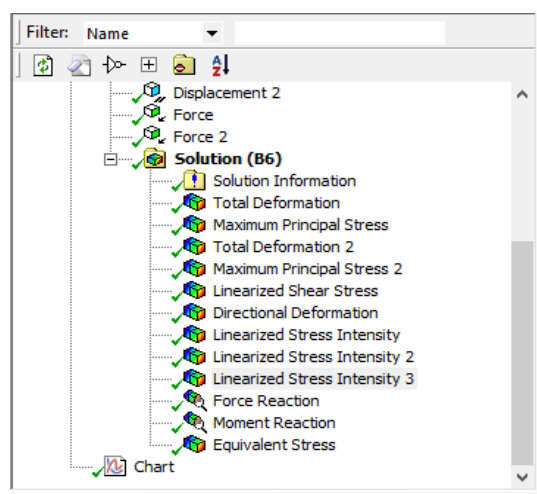 Filter: Name
Displacement 2
Force
Force 2
Solution (B6)
Solution Information
Total Deformation
Maximum Principal Stress
Total Deformation 2
Maximum Principal Stress 2
Linearized Shear Stress
Directional Deformation
Linearized Stress Intensity
Linearized Stress Intensity 2
Linearized Stress Intensity 3
Force Reaction
Moment Reaction
Equivalent Stress
Chart